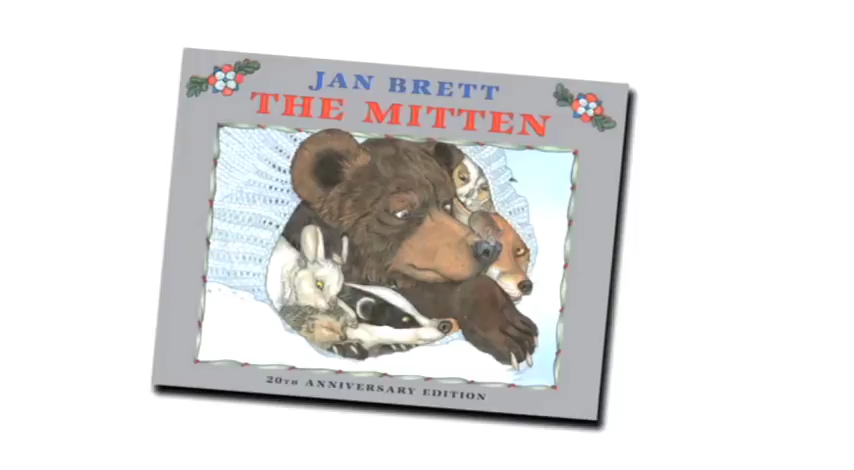 JAN BRETT
THE MITTEN
20TH ANNIVERSARY EDITION